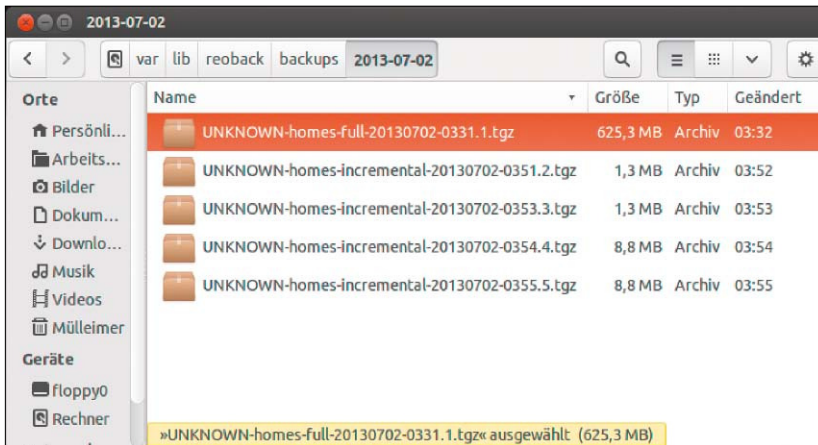 2013-07-02
var lib reoback backups 2013-07-02
Orte
Persönli...
Arbeits...
Bilder
Dokum...
Downlo...
Musik
Videos
Mülleimer
Geräte
floppy0
Rechner
Name Größe Typ Geändert
UNKNOWN-homes-full-20130702-0331.1.tgz 625,3 MB Archiv 03:32
UNKNOWN-homes-incremental-20130702-0351.2.tgz 1,3 MB Archiv 03:52
UNKNOWN-homes-incremental-20130702-0353.3.tgz 1,3 MB Archiv 03:53
UNKNOWN-homes-incremental-20130702-0354.4.tgz 8,8 MB Archiv 03:54
UNKNOWN-homes-incremental-20130702-0355.5.tgz 8,8 MB Archiv 03:55
»UNKNOWN-homes-full-20130702-0331.1.tgz« ausgewählt (625,3 MB)